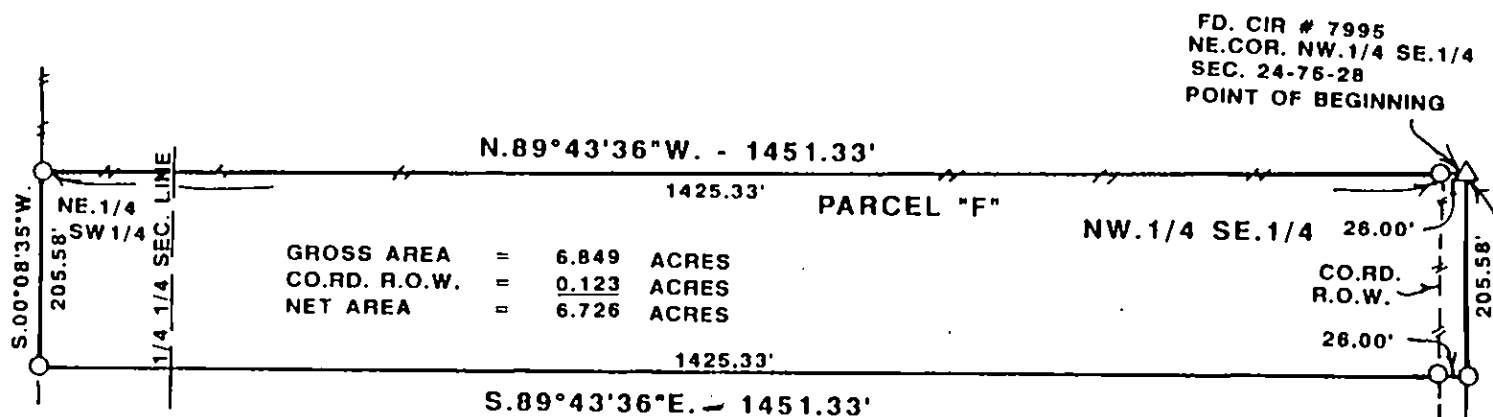 FD. CIR # 7995
NE.COR. NW.1/4 SE.1/4
SEC. 24-76-28
POINT OF BEGINNING
N.89°43'36"W. - 1451.33'
1425.33'
PARCEL "F"
NW.1/4 SE.1/4
26.00'
S.00°08'35"W.
205.58'
NE.1/4
SW1/4
1/4 1/4 SEC. LINE
GROSS AREA = 6.849 ACRES
CO.RD. R.O.W. = 0.123 ACRES
NET AREA = 6.726 ACRES
CO.RD.
R.O.W.
205.58'
26.00'
1425.33'
S.89°43'36"E. - 1451.33'